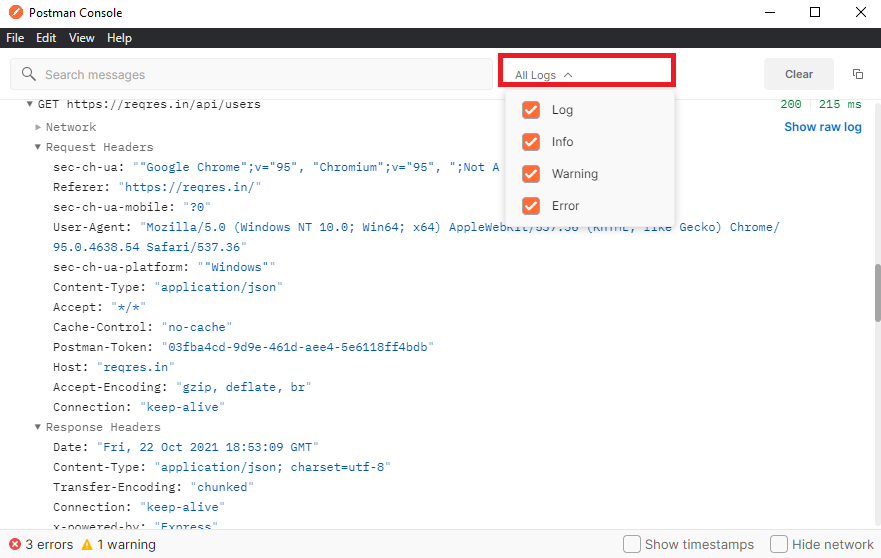 Postman Console
File Edit View Help
Search messages
All Logs
Clear
Log
Info
Warning
Error
GET https://reqres.in/api/users
200 215 ms
Network
Show raw log
Request Headers
sec-ch-ua: ""Google Chrome";v="95", "Chromium";v="95", ";Not A
Referer: "https://reqres.in/"
sec-ch-ua-mobile: "?0"
User-Agent: "Mozilla/5.0 (Windows NT 10.0; Win64; x64) AppleWebKit/537.36 (KHTML, like Gecko) Chrome/
95.0.4638.54 Safari/537.36"
sec-ch-ua-platform: ""Windows""
Content-Type: "application/json"
Accept: "*/*"
Cache-Control: "no-cache"
Postman-Token: "03fba4cd-9d9e-461d-aee4-5e6118ff4bdb"
Host: "reqres.in"
Accept-Encoding: "gzip, deflate, br"
Connection: "keep-alive"
Response Headers
Date: "Fri, 22 Oct 2021 18:53:09 GMT"
Content-Type: "application/json; charset=utf-8"
Transfer-Encoding: "chunked"
Connection: "keep-alive"
x-powered-by: "Express"
3 errors 1 warning
Show timestamps
Hide network